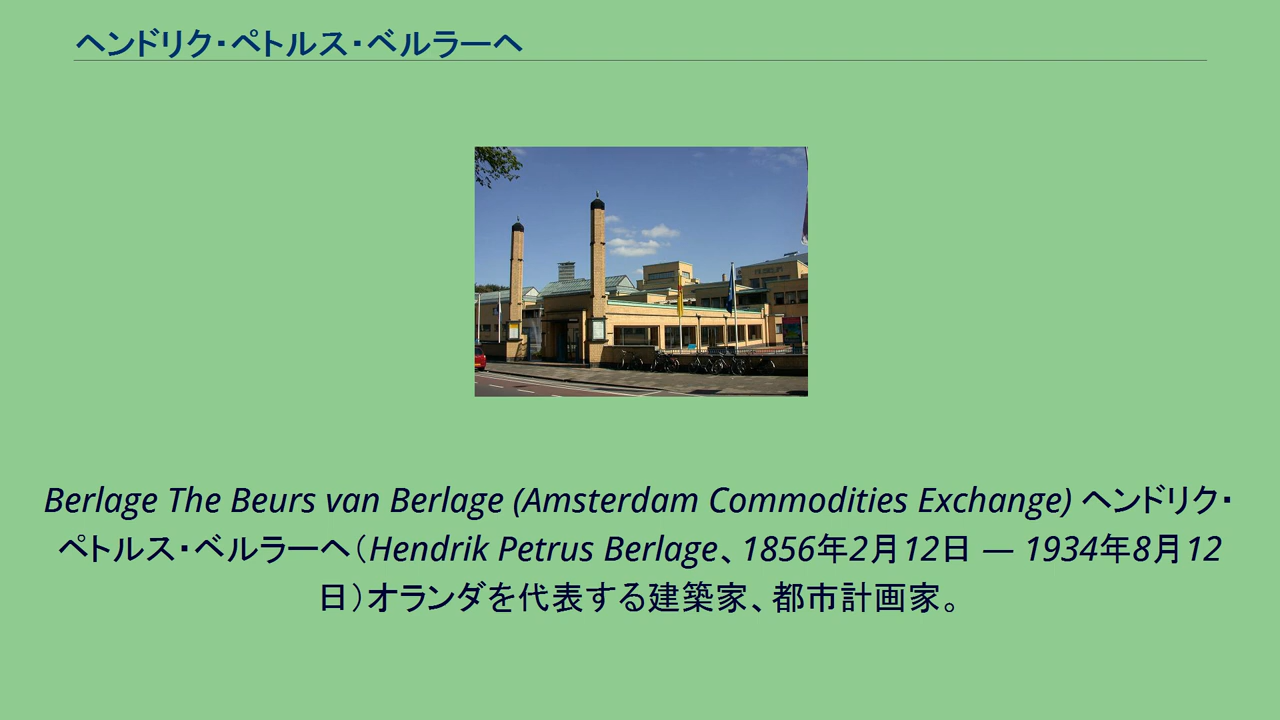 ヘンドリク・ペトルス・ベルラーヘ
Berlage The Beurs van Berlage (Amsterdam Commodities Exchange) ヘンドリク・
ペトルス・ベルラーヘ（Hendrik Petrus Berlage、1856年2月12日 — 1934年8月12
日）オランダを代表する建築家、都市計画家。